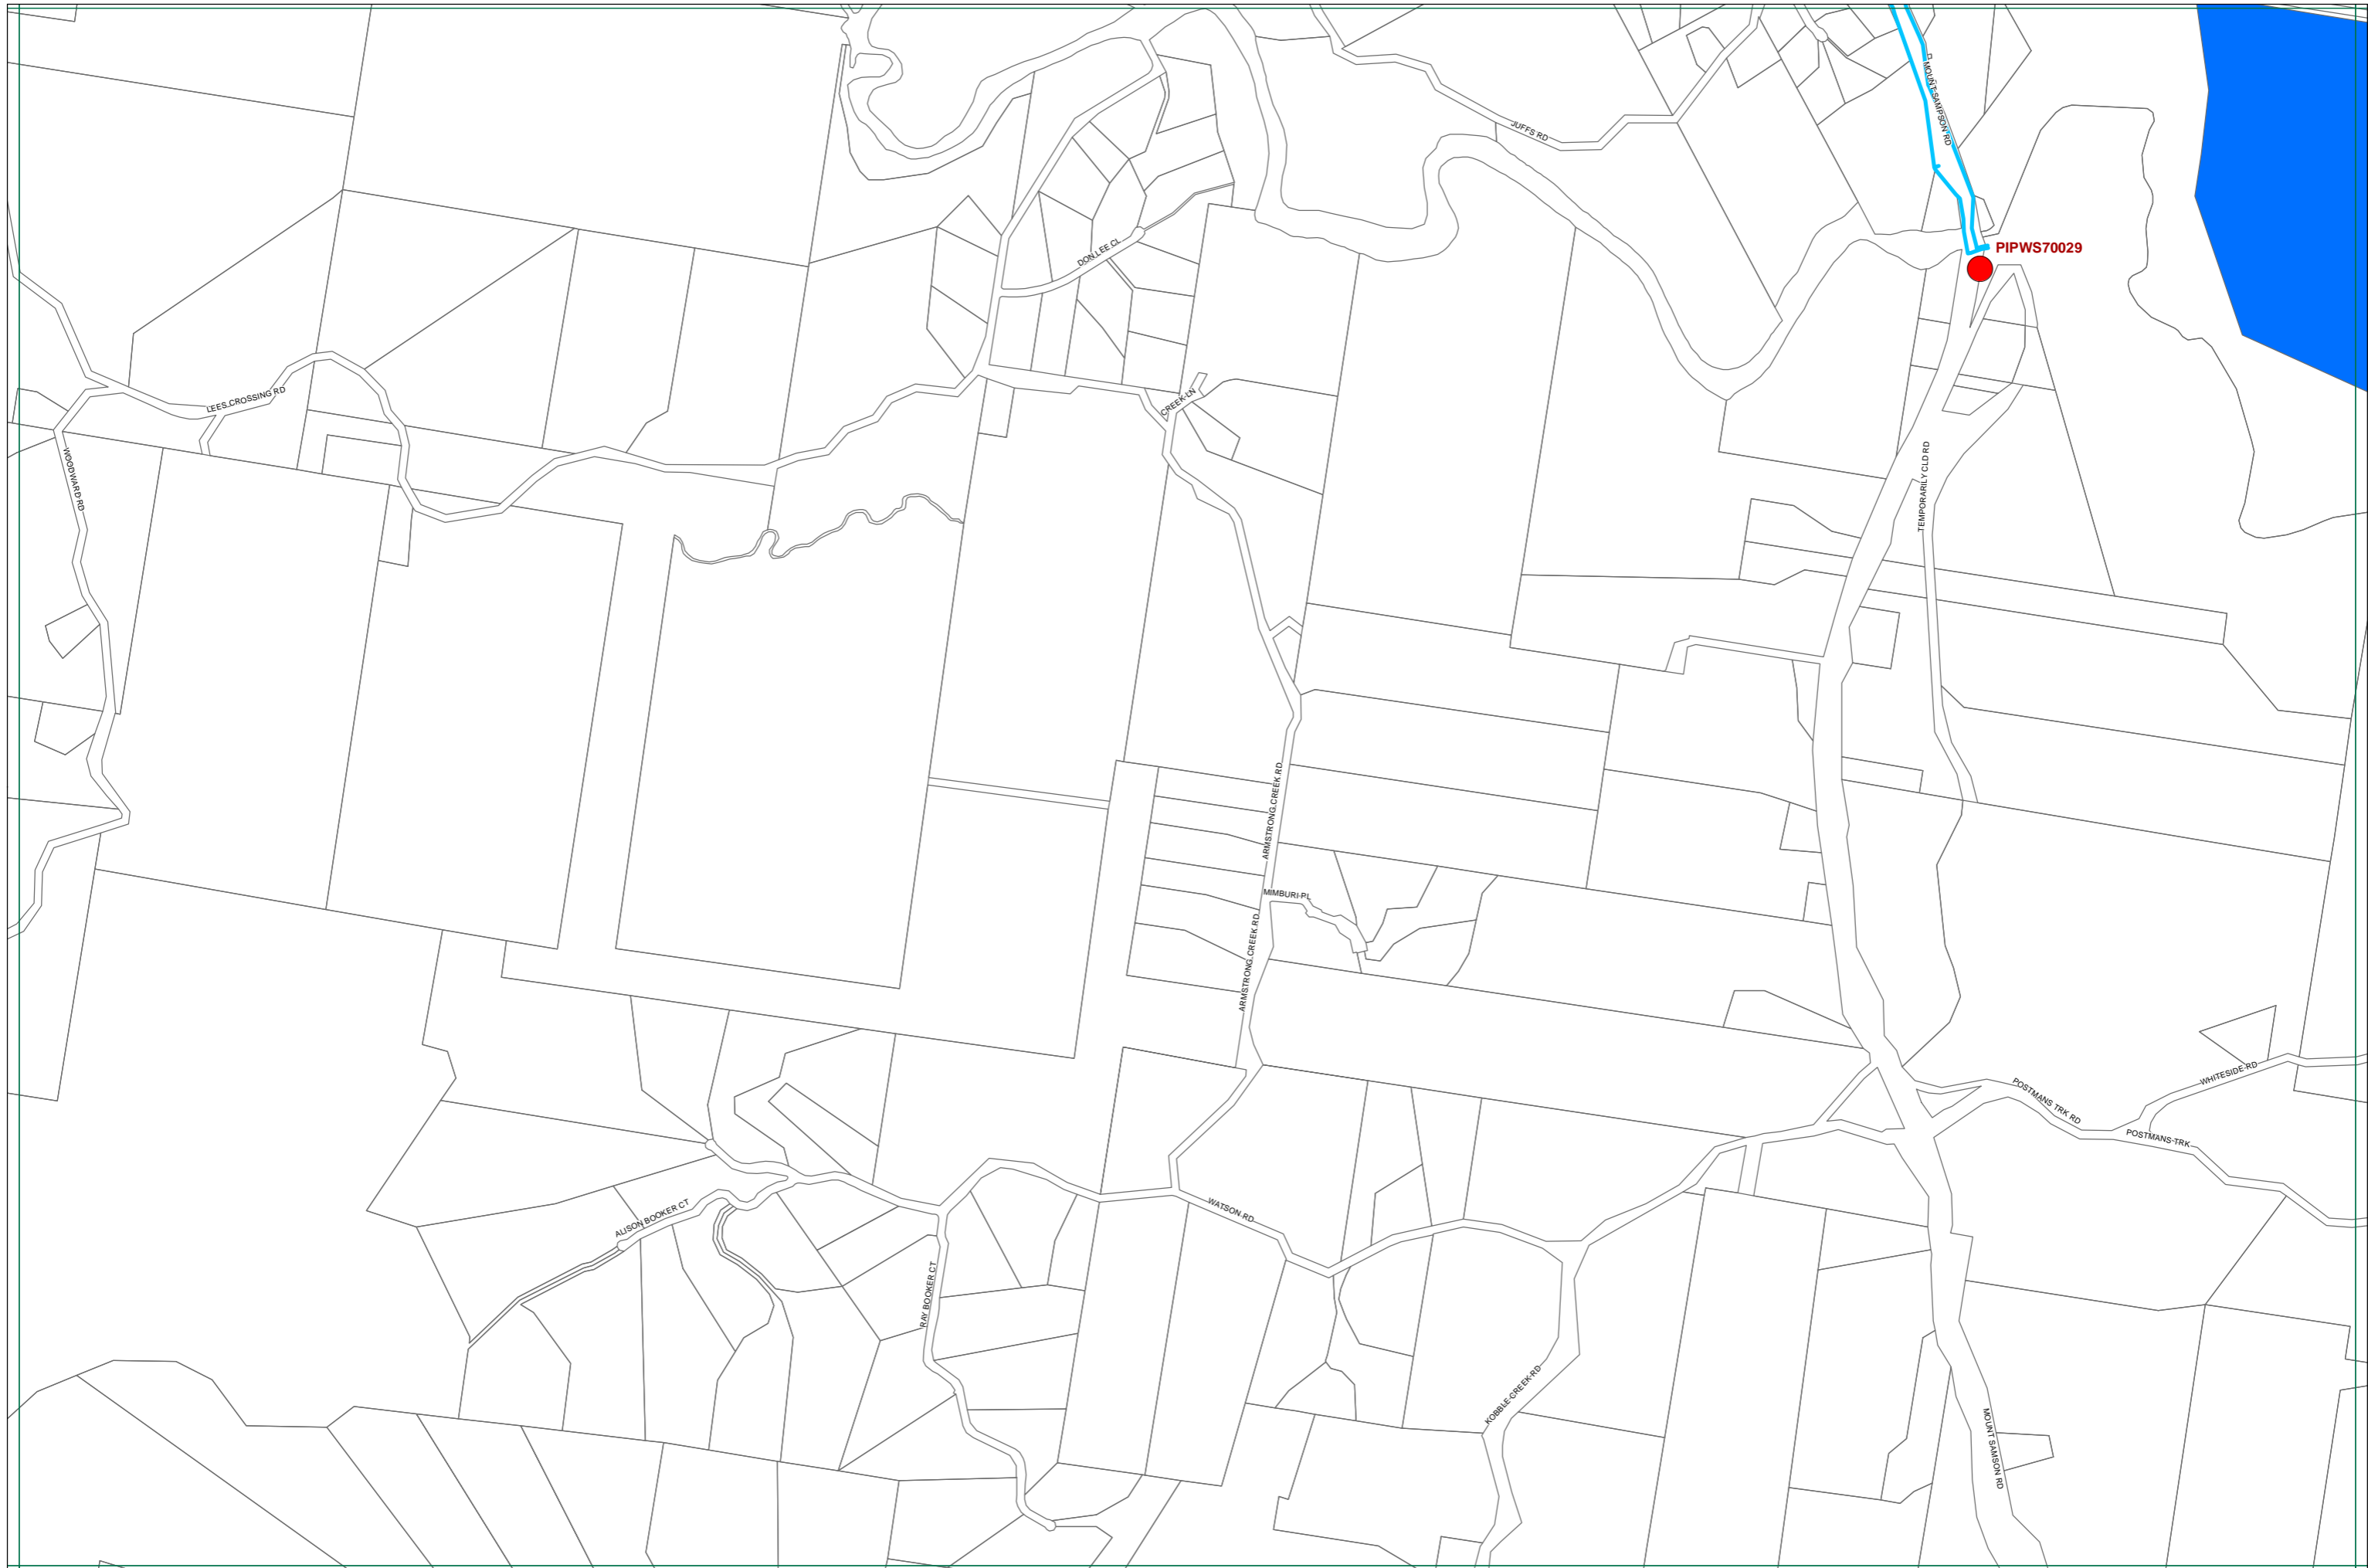 MOUNT SAMPSON RD
JUFFS RD
PIPWS70029
DON LEE CL
LEES CROSSING RD
CREEK LN
WOODWARD RD
TEMPORARILY CLD RD
ARMSTRONG CREEK RD
MIMBURI PL
ARMSTRONG CREEK RD
WHITESIDE RD
POSTMANS TRK RD
POSTMANS TRK
WATSON RD
ALISON BOOKER CT
RAY BOOKER CT
KOBBLE CREEK RD
MOUNT SAMSON RD